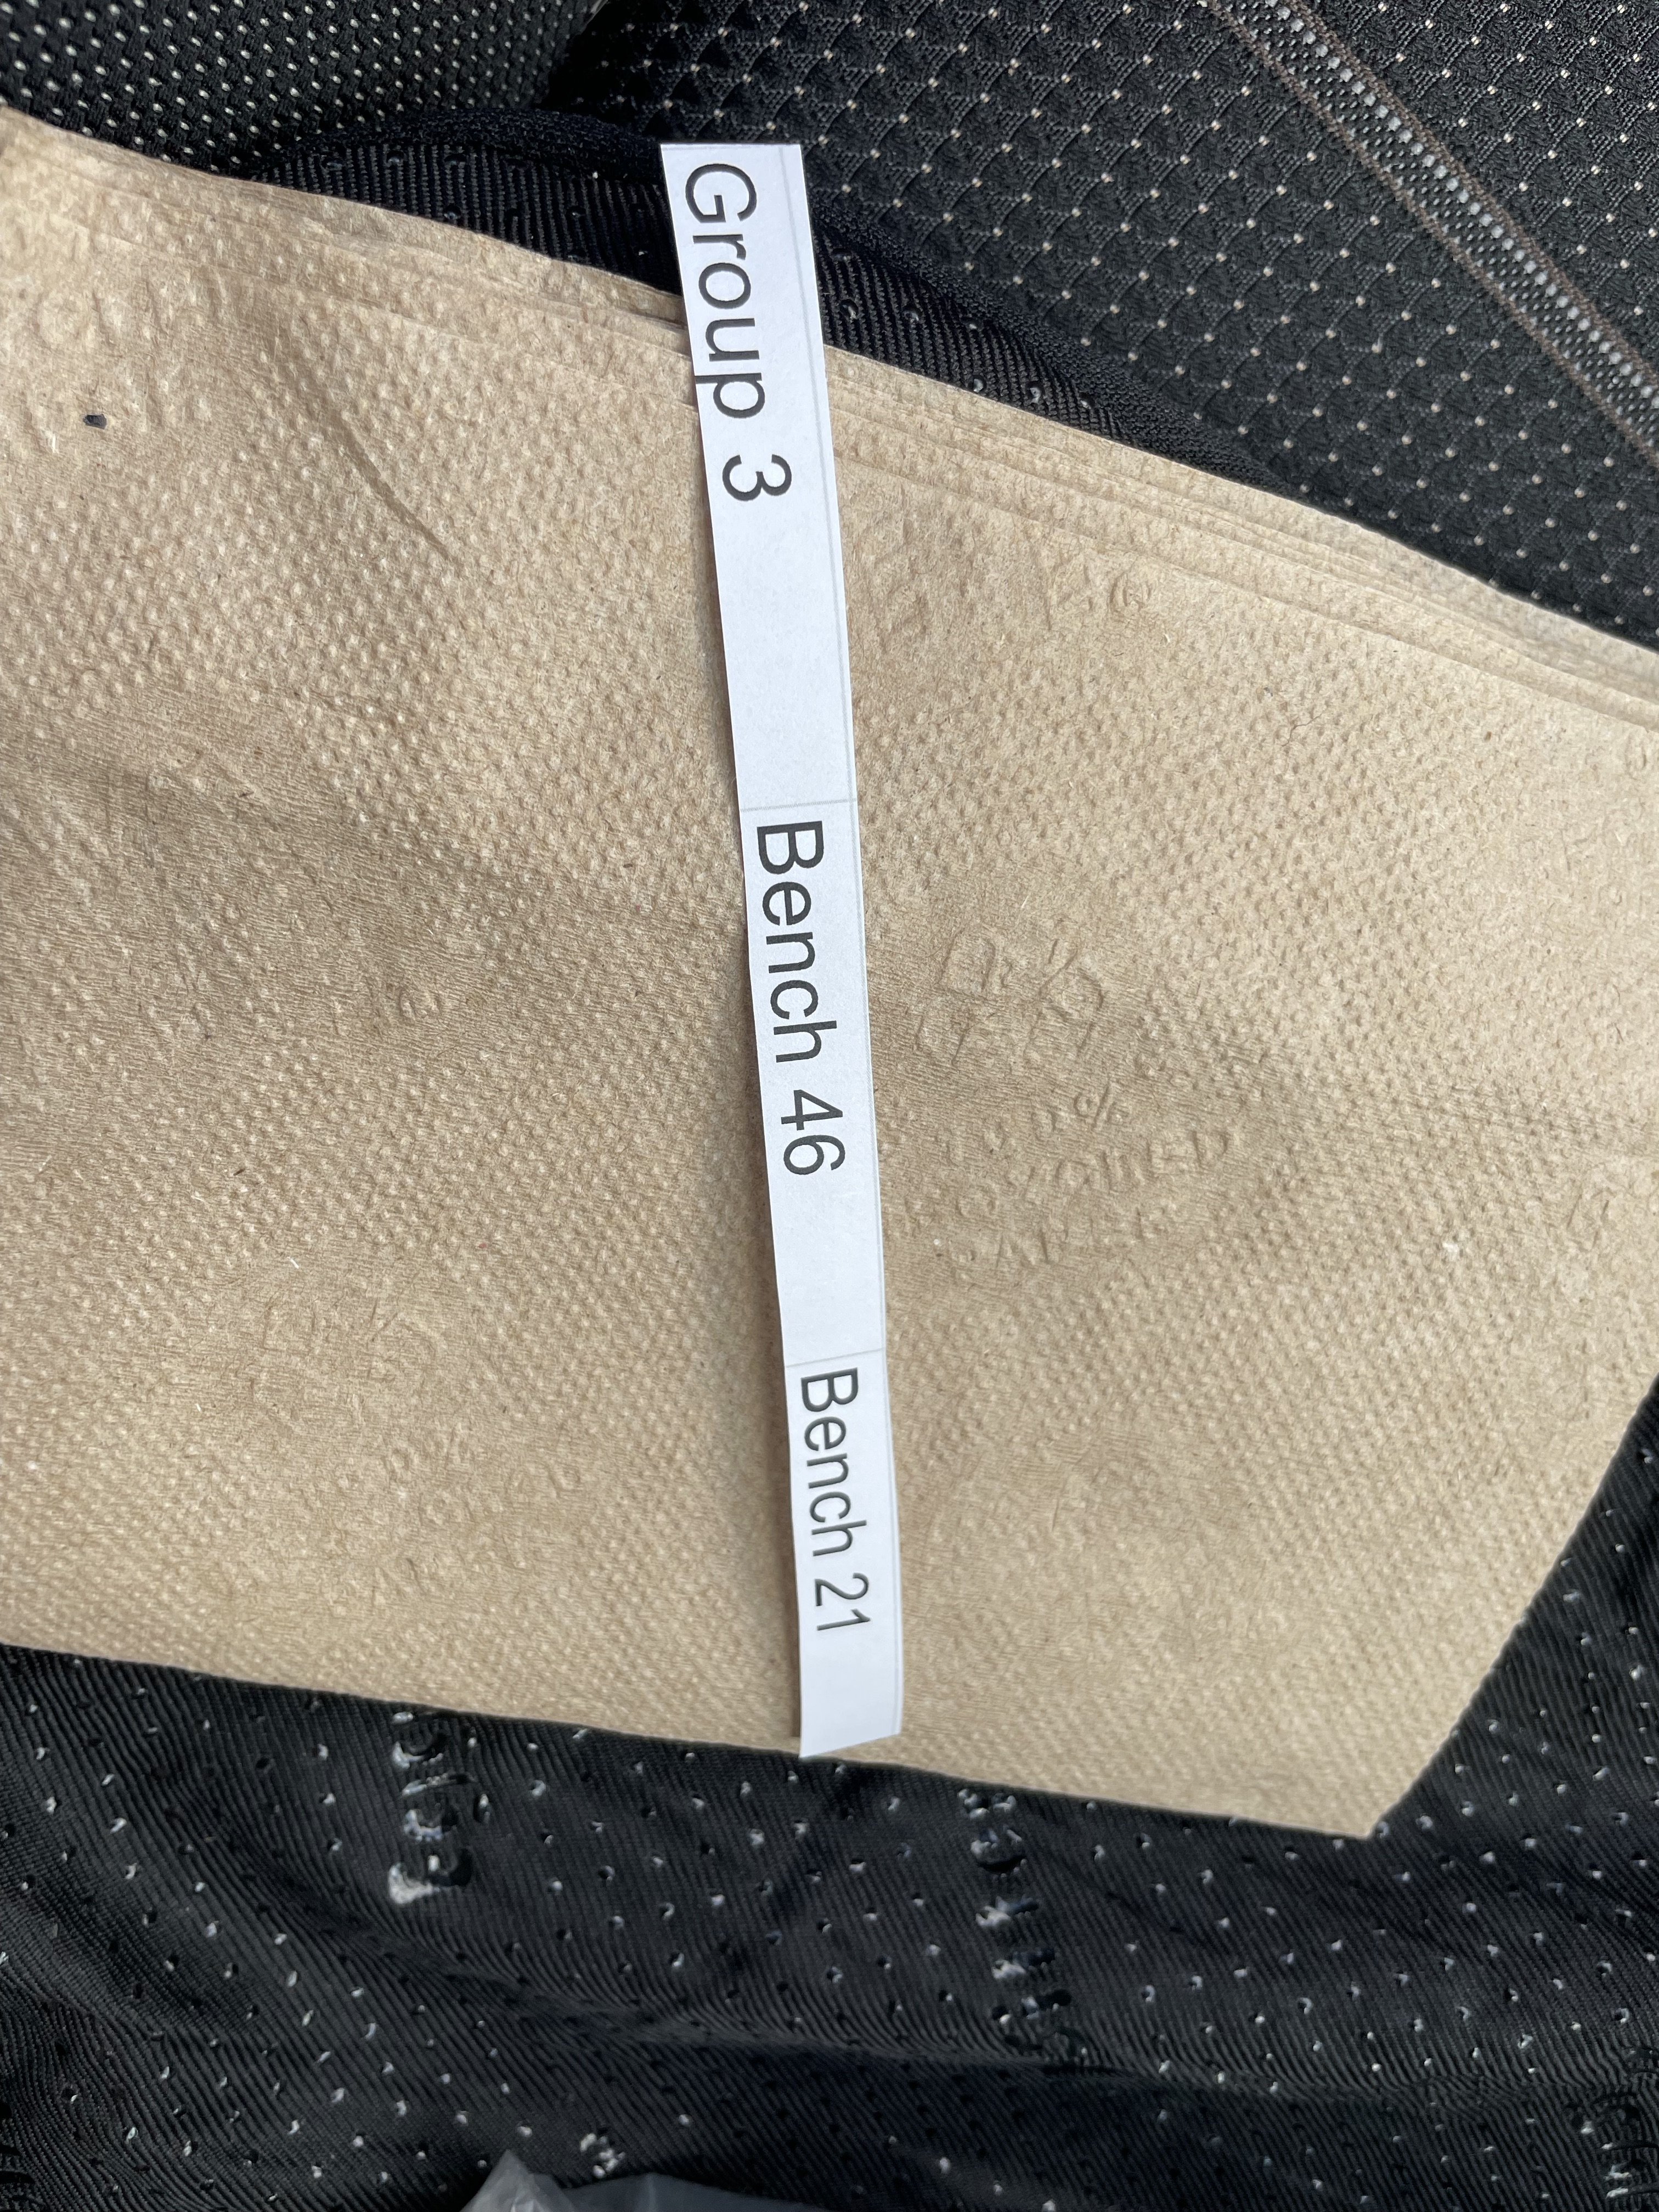 Group 3 Bench 46 Bench 21